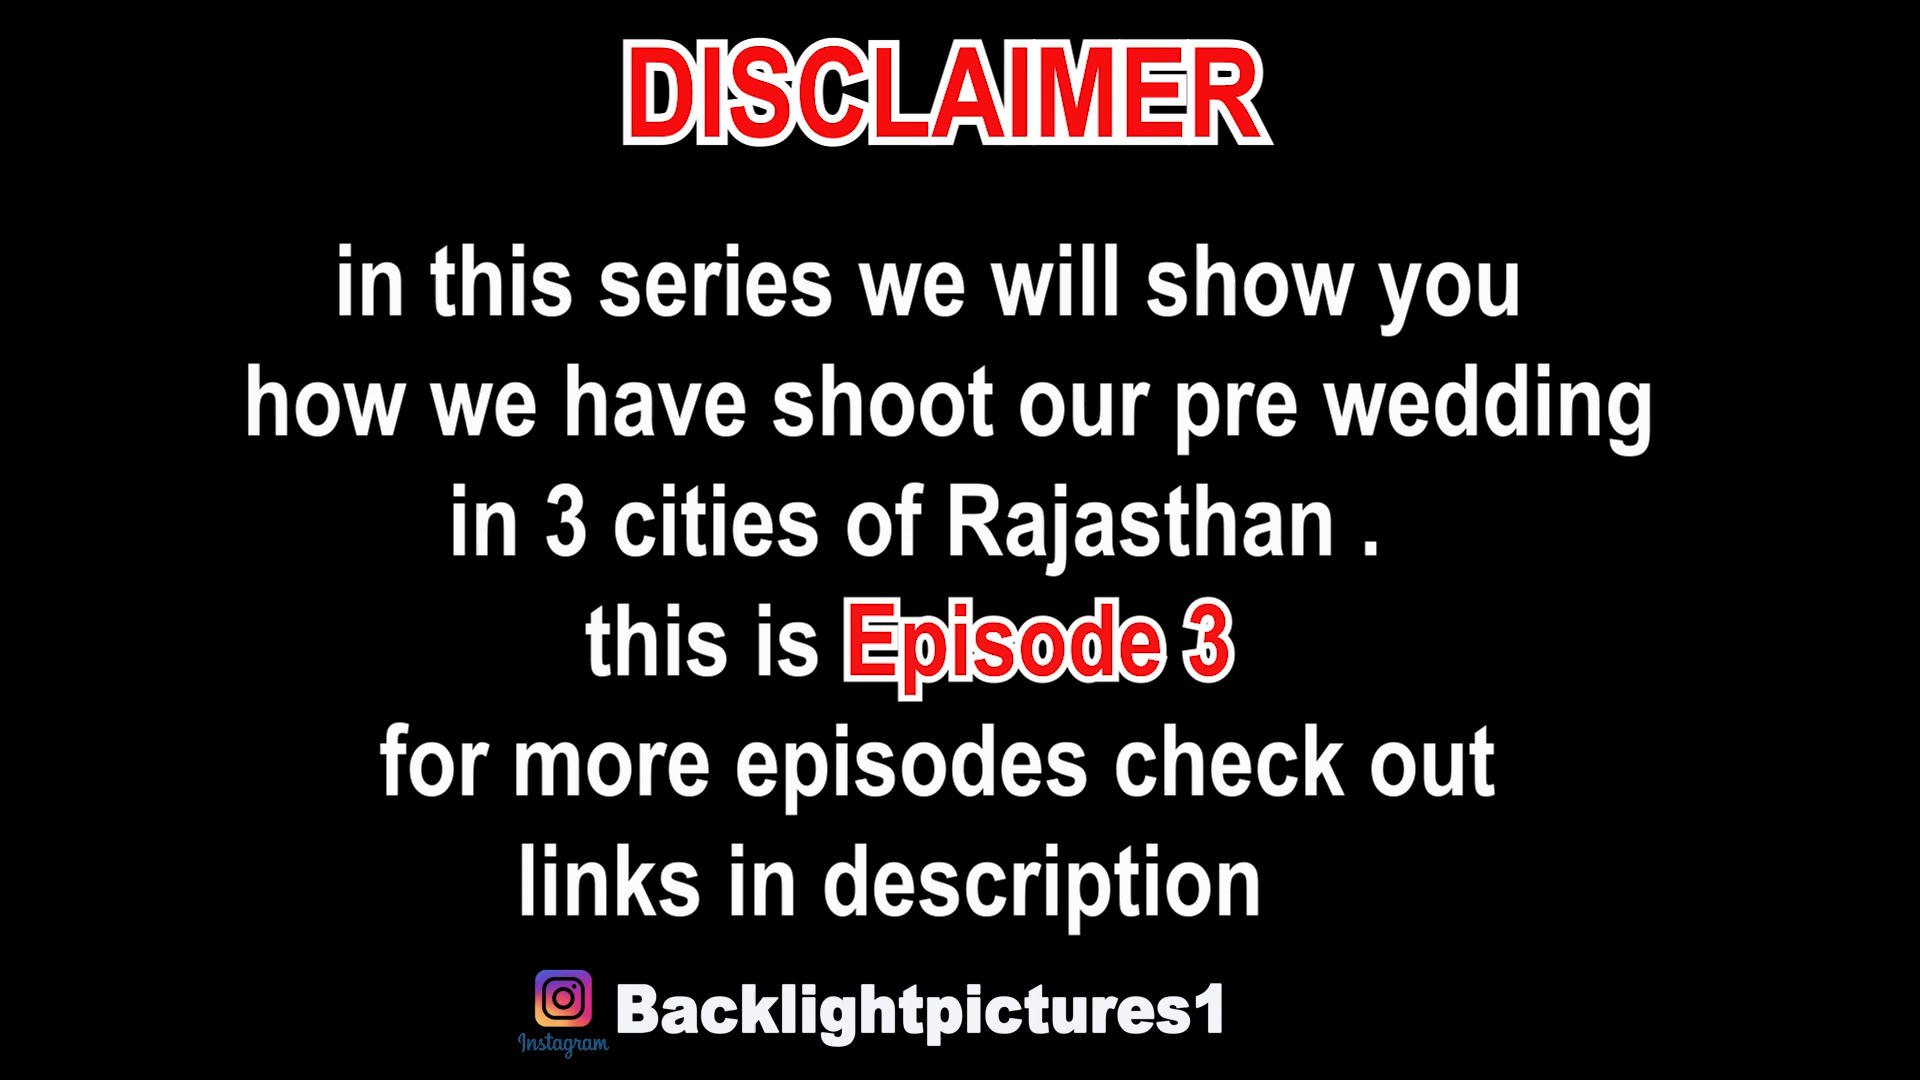 DISCLAIMER
in this series we will show you
how we have shoot our pre wedding
in 3 cities of Rajasthan .
this is Episode 3
for more episodes check out
links in description
Instagram Backlightpictures1